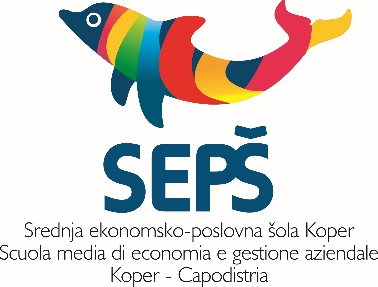 SEPŠ
Srednja ekonomsko-poslovna šola Koper
Scuola media di economia e gestione aziendale
Koper - Capodistria